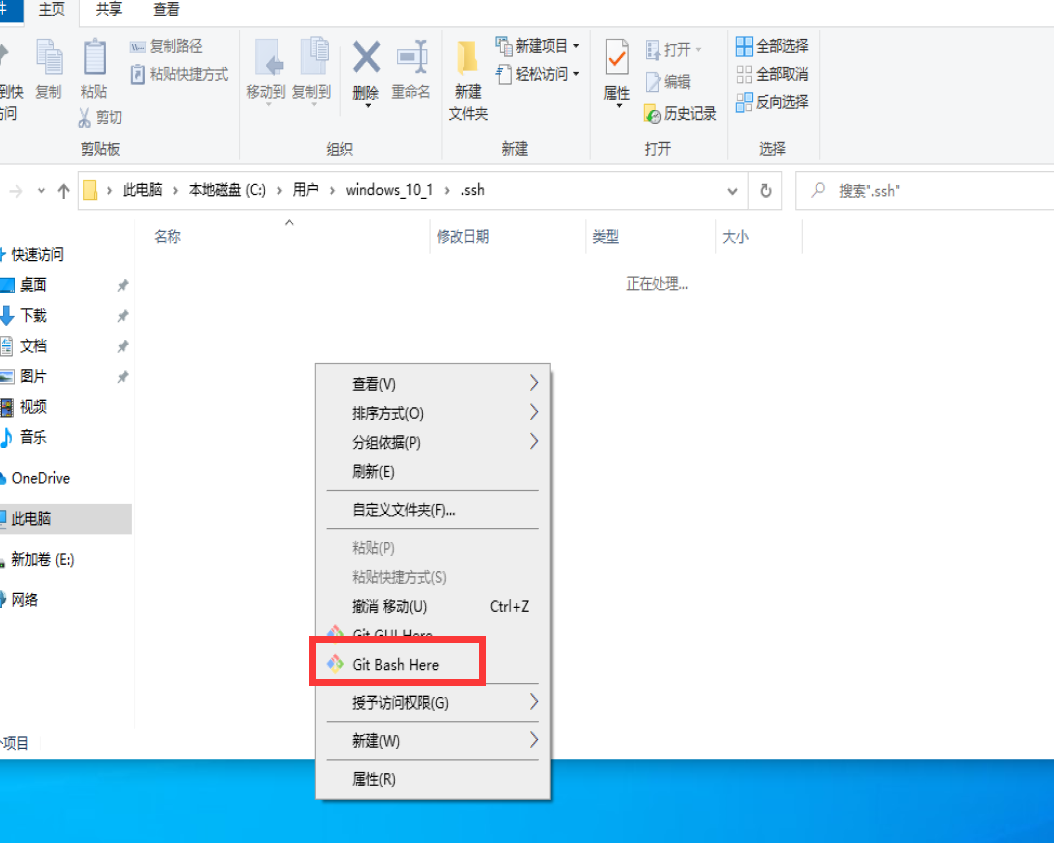 件 主页 共享 查看
复制路径
粘贴快捷方式
到快
访问
复制
粘贴
剪切
剪贴板
移动到
复制到
删除
重命名
组织
新建
文件夹
新建项目
轻松访问
新建
属性
打开
编辑
历史记录
打开
全部选择
全部取消
反向选择
选择
此电脑 本地磁盘 (C:) 用户 windows_10_1 .ssh
搜索".ssh"
名称 修改日期 类型 大小
正在处理...
快速访问
桌面
下载
文档
图片
视频
音乐
OneDrive
此电脑
新加卷 (E:)
网络
查看(V)
排序方式(O)
分组依据(P)
刷新(E)
自定义文件夹(F)...
粘贴(P)
粘贴快捷方式(S)
撤消 移动(U) Ctrl+Z
Git GUI Here
Git Bash Here
授予访问权限(G)
新建(W)
属性(R)
个项目